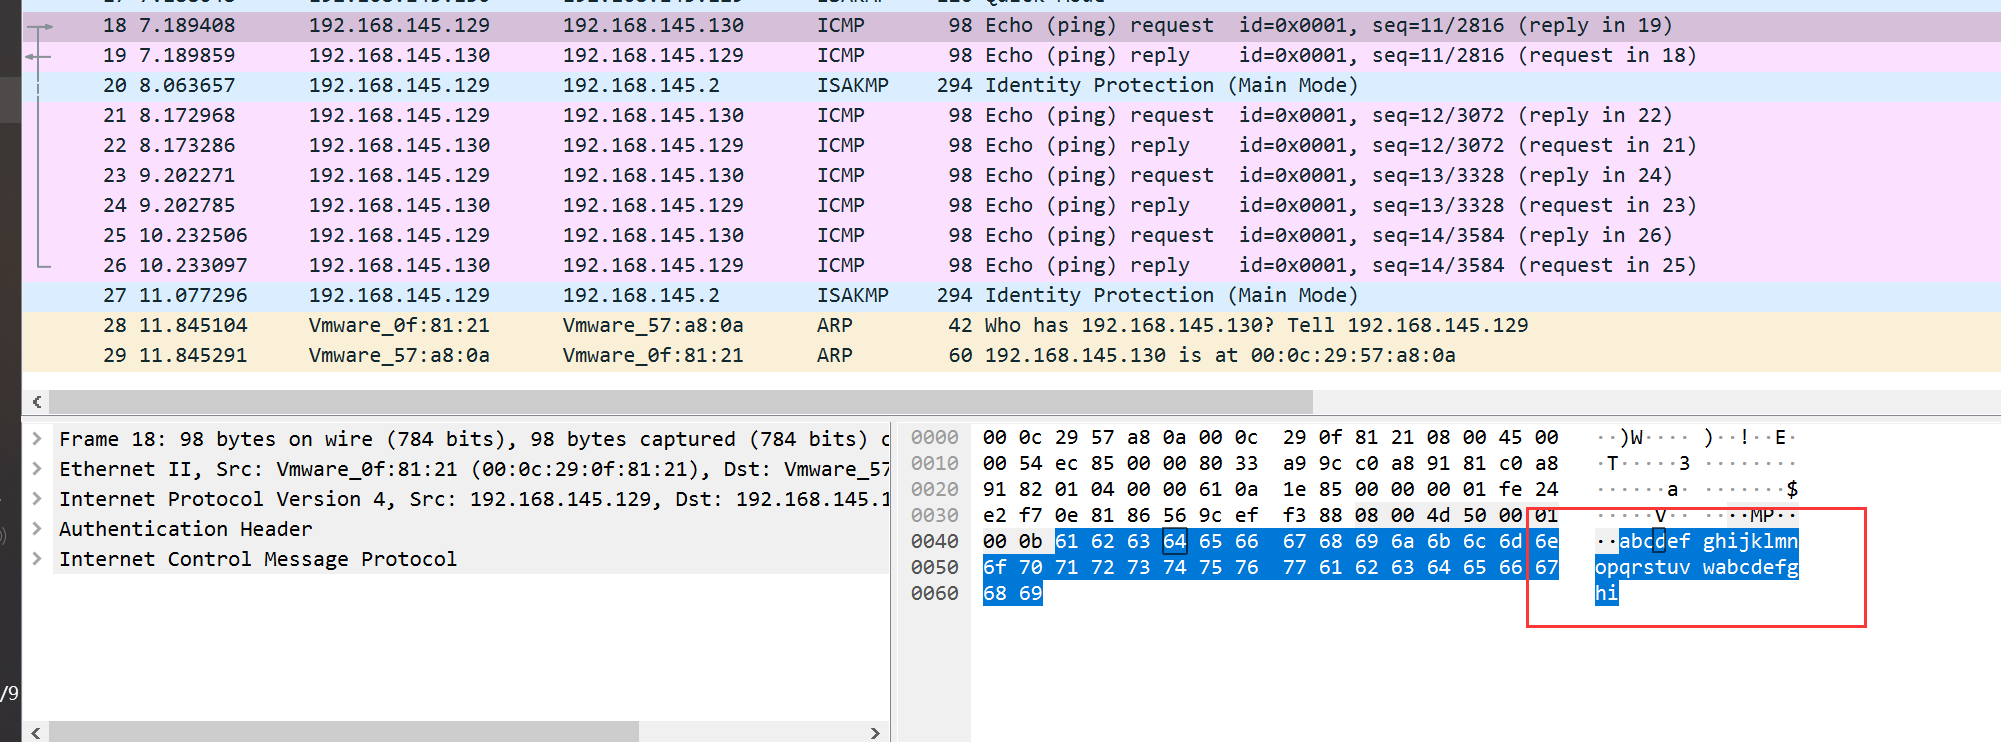 18 7.189408 192.168.145.129 192.168.145.130 ICMP 98 Echo (ping) request id=0x0001, seq=11/2816 (reply in 19)
19 7.189859 192.168.145.130 192.168.145.129 ICMP 98 Echo (ping) reply id=0x0001, seq=11/2816 (request in 18)
20 8.063657 192.168.145.129 192.168.145.2 ISAKMP 294 Identity Protection (Main Mode)
21 8.172968 192.168.145.129 192.168.145.130 ICMP 98 Echo (ping) request id=0x0001, seq=12/3072 (reply in 22)
22 8.173286 192.168.145.130 192.168.145.129 ICMP 98 Echo (ping) reply id=0x0001, seq=12/3072 (request in 21)
23 9.202271 192.168.145.129 192.168.145.130 ICMP 98 Echo (ping) request id=0x0001, seq=13/3328 (reply in 24)
24 9.202785 192.168.145.130 192.168.145.129 ICMP 98 Echo (ping) reply id=0x0001, seq=13/3328 (request in 23)
25 10.232506 192.168.145.129 192.168.145.130 ICMP 98 Echo (ping) request id=0x0001, seq=14/3584 (reply in 26)
26 10.233097 192.168.145.130 192.168.145.129 ICMP 98 Echo (ping) reply id=0x0001, seq=14/3584 (request in 25)
27 11.077296 192.168.145.129 192.168.145.2 ISAKMP 294 Identity Protection (Main Mode)
28 11.845104 Vmware_0f:81:21 Vmware_57:a8:0a ARP 42 Who has 192.168.145.130? Tell 192.168.145.129
29 11.845291 Vmware_57:a8:0a Vmware_0f:81:21 ARP 60 192.168.145.130 is at 00:0c:29:57:a8:0a
Frame 18: 98 bytes on wire (784 bits), 98 bytes captured (784 bits) c
Ethernet II, Src: Vmware_0f:81:21 (00:0c:29:0f:81:21), Dst: Vmware_57
Internet Protocol Version 4, Src: 192.168.145.129, Dst: 192.168.145.1
Authentication Header
Internet Control Message Protocol
0000 00 0c 29 57 a8 0a 00 0c 29 0f 81 21 08 00 45 00 ··)W···· )··!··E·
0010 00 54 ec 85 00 00 80 33 a9 9c c0 a8 91 81 c0 a8 ·T·····3 ········
0020 91 82 01 04 00 00 61 0a 1e 85 00 00 00 01 fe 24 ······a· ·······$
0030 e2 f7 0e 81 86 56 9c ef f3 88 08 00 4d 50 00 01 ·····V·· ····MP··
0040 00 0b 61 62 63 64 65 66 67 68 69 6a 6b 6c 6d 6e ··abcdef ghijklmn
0050 6f 70 71 72 73 74 75 76 77 61 62 63 64 65 66 67 opqrstuv wabcdefg
0060 68 69 hi
/9